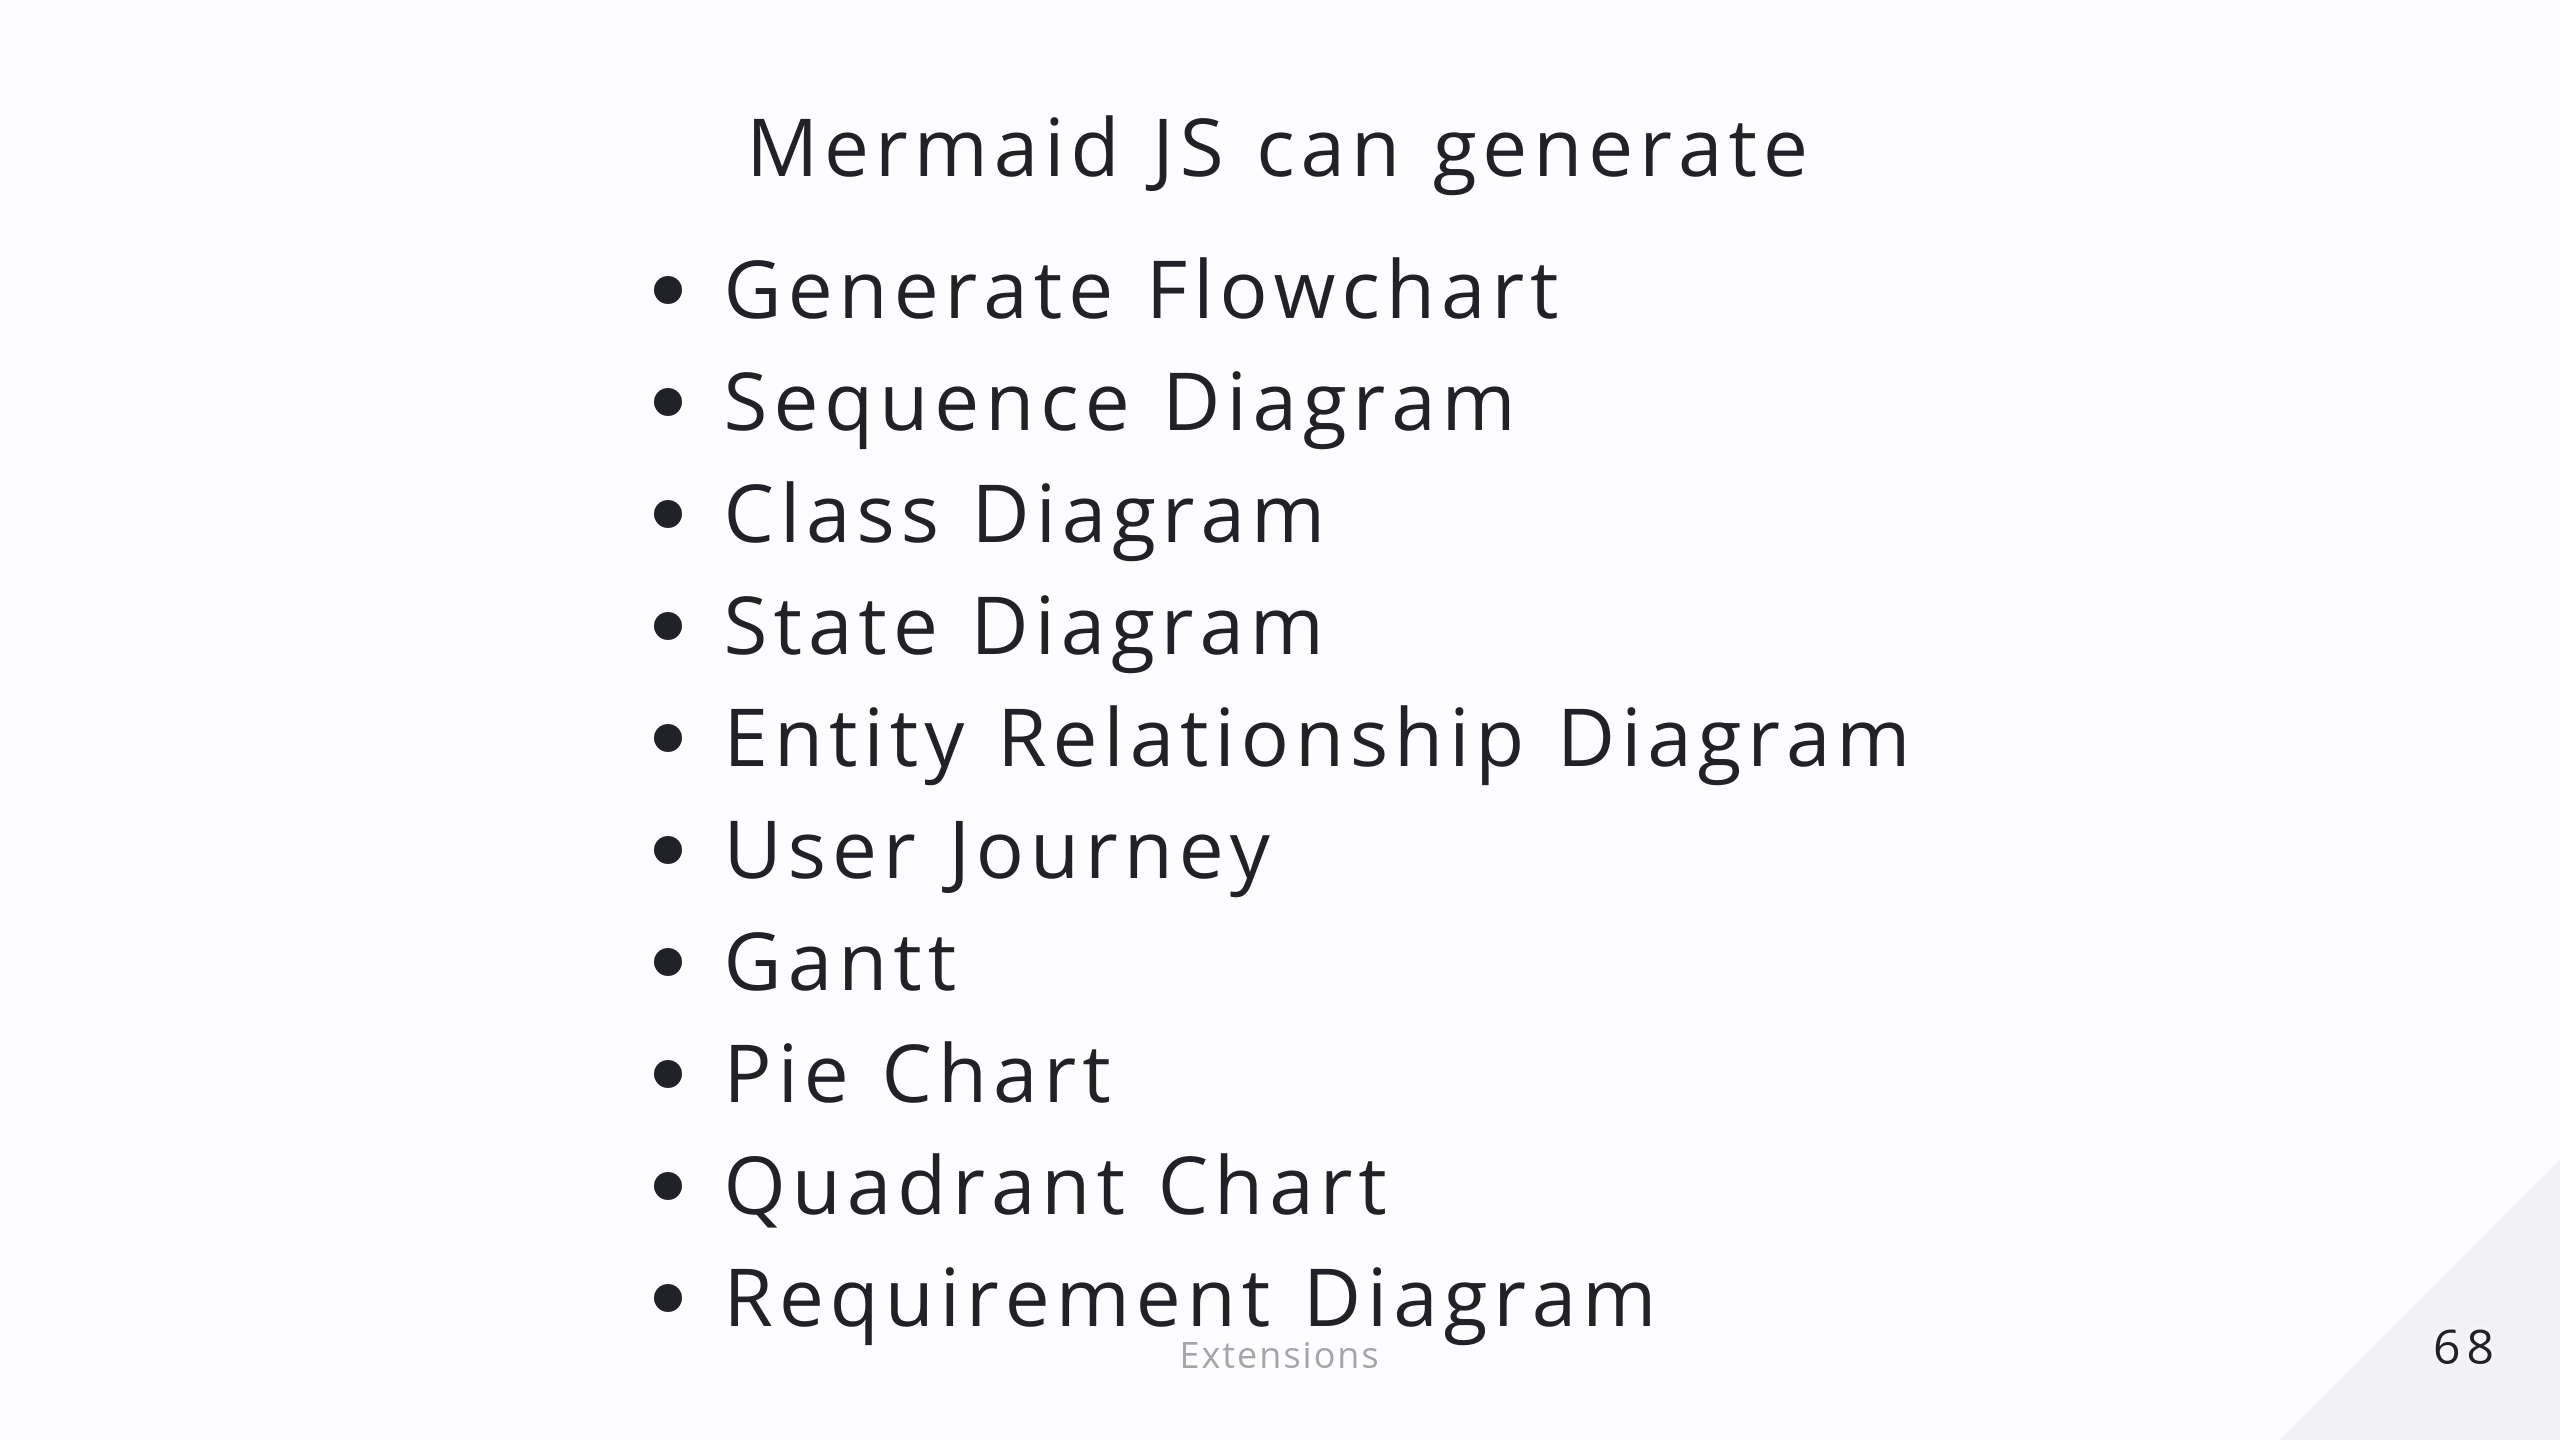 Mermaid JS can generate
• Generate Flowchart
• Sequence Diagram
• Class Diagram
• State Diagram
• Entity Relationship Diagram
• User Journey
• Gantt
• Pie Chart
• Quadrant Chart
• Requirement Diagram
Extensions
68